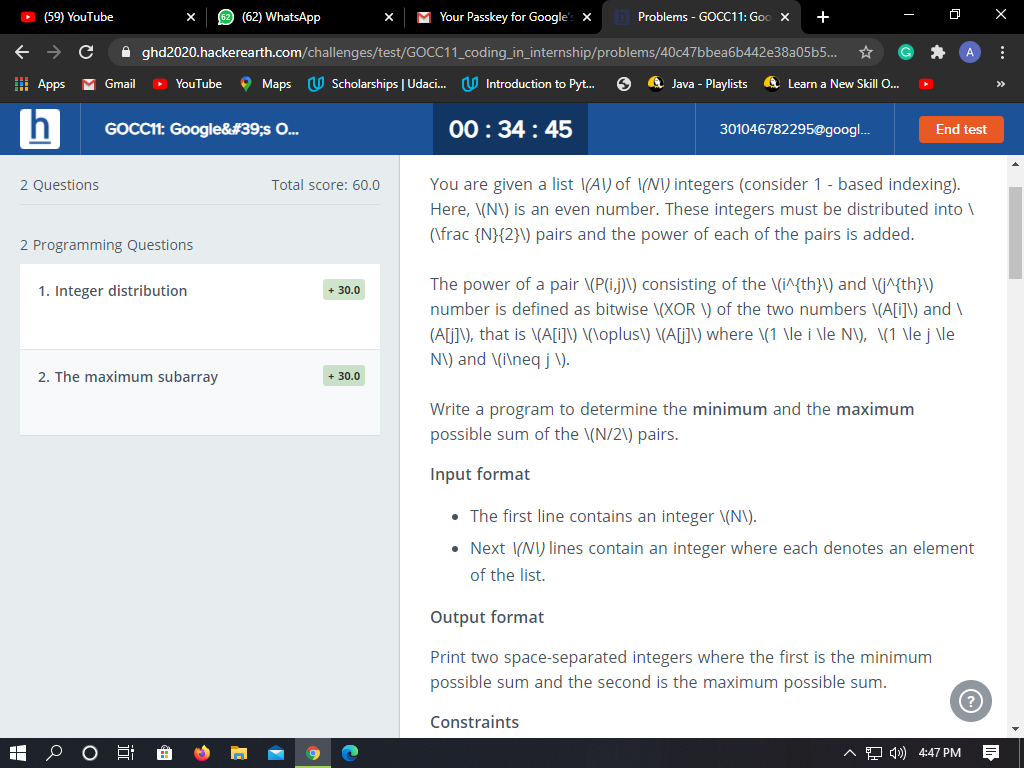 (59) YouTube
(62) WhatsApp
Your Passkey for Google'
Problems - GOCC11: Goo
ghd2020.hackerearth.com/challenges/test/GOCC11_coding_in_internship/problems/40c47bbea6b442e38a05b5...
A
Apps
Gmail
YouTube
Maps
Scholarships | Udaci...
Introduction to Pyt...
Java - Playlists
Learn a New Skill O...
»
h
GOCC11: Google&#39;s O...
00 : 34 : 45
301046782295@googl...
End test
2 Questions
Total score: 60.0
2 Programming Questions
1. Integer distribution
+ 30.0
2. The maximum subarray
+ 30.0
You are given a list \(A\) of \(N\) integers (consider 1 - based indexing).
Here, \(N\) is an even number. These integers must be distributed into \
(\frac {N}{2}\) pairs and the power of each of the pairs is added.
The power of a pair \(P(i,j)\) consisting of the \(i^{th}\) and \(j^{th}\)
number is defined as bitwise \(XOR \) of the two numbers \(A[i]\) and \
(A[j]\), that is \(A[i]\) \(\oplus\) \(A[j]\) where \(1 \le i \le N\), \(1 \le j \le
N\) and \(i\neq j \).
Write a program to determine the minimum and the maximum
possible sum of the \(N/2\) pairs.
Input format
• The first line contains an integer \(N\).
• Next \(N\) lines contain an integer where each denotes an element
of the list.
Output format
Print two space-separated integers where the first is the minimum
possible sum and the second is the maximum possible sum.
Constraints
?
4:47 PM